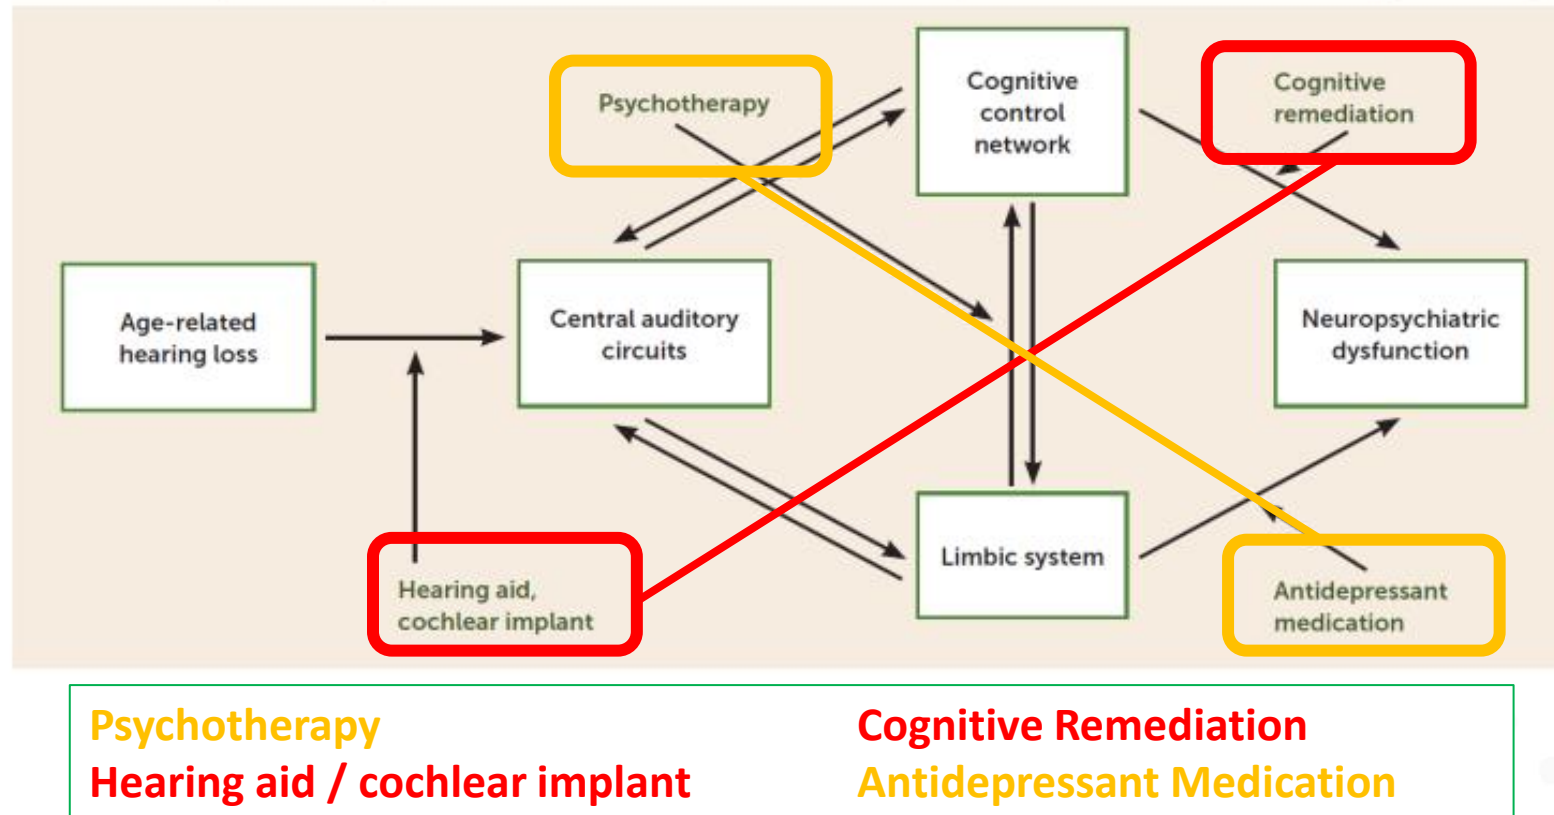 Psychotherapy
Cognitive
control
network
Cognitive
remediation
Age-related
hearing loss
Central auditory
circuits
Neuropsychiatric
dysfunction
Hearing aid,
cochlear implant
Limbic system
Antidepressant
medication
Psychotherapy
Cognitive Remediation
Hearing aid / cochlear implant
Antidepressant Medication